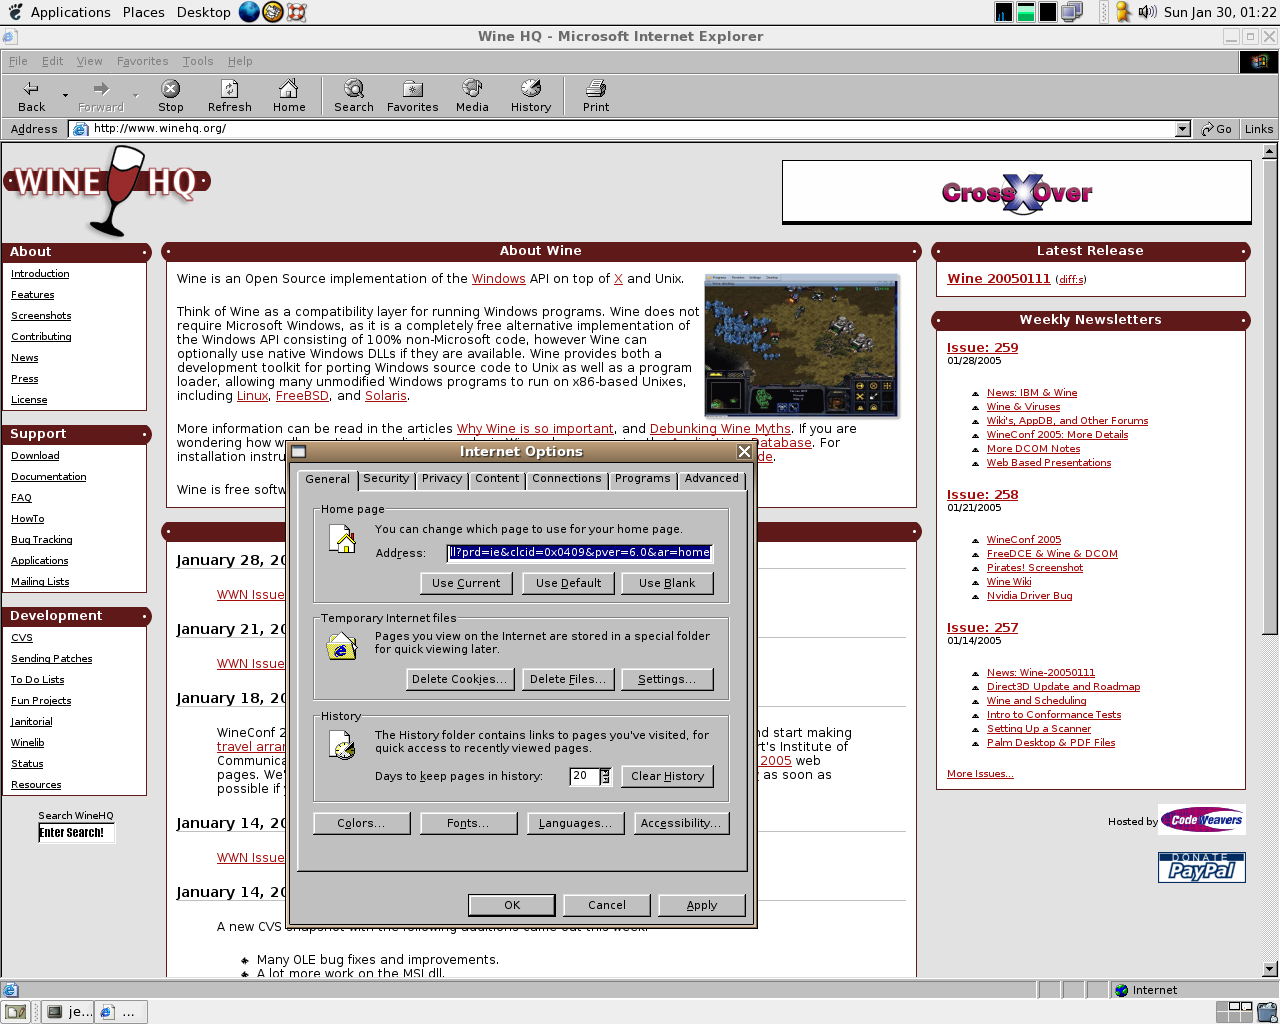 Applications Places Desktop
Sun Jan 30, 01:22
Wine HQ - Microsoft Internet Explorer
File Edit View Favorites Tools Help
Back Forward Stop Refresh Home Search Favorites Media History Print
Address http://www.winehq.org/ Go Links
WINE HQ
CrossOver
About
Introduction
Features
Screenshots
Contributing
News
Press
License
Support
Download
Documentation
FAQ
HowTo
Bug Tracking
Applications
Mailing Lists
Development
CVS
Sending Patches
To Do Lists
Fun Projects
Janitorial
Winelib
Status
Resources
Search WineHQ
Enter Search!
About Wine
Wine is an Open Source implementation of the Windows API on top of X and Unix.
Think of Wine as a compatibility layer for running Windows programs. Wine does not
require Microsoft Windows, as it is a completely free alternative implementation of
the Windows API consisting of 100% non-Microsoft code, however Wine can
optionally use native Windows DLLs if they are available. Wine provides both a
development toolkit for porting Windows source code to Unix as well as a program
loader, allowing many unmodified Windows programs to run on x86-based Unixes,
including Linux, FreeBSD, and Solaris.
More information can be read in the articles Why Wine is so important, and Debunking Wine Myths. If you are
wondering how Database. For
installation instru de.
Wine is free softw
January 28, 20
WWN Issue
January 21, 20
WWN Issue
January 18, 20
WineConf 2 nd start making
travel arran rt's Institute of
Communica 2005 web
pages. We' as soon as
possible if y
January 14, 20
WWN Issue
January 14, 20
A new CVS snapshot with the following additions came out this week:
Many OLE bug fixes and improvements.
A lot more work on the MSI dll.
Internet Options
General Security Privacy Content Connections Programs Advanced
Home page
You can change which page to use for your home page.
Address: ll?prd=ie&clcid=0x0409&pver=6.0&ar=home
Use Current Use Default Use Blank
Temporary Internet files
Pages you view on the Internet are stored in a special folder
for quick viewing later.
Delete Cookies... Delete Files... Settings...
History
The History folder contains links to pages you've visited, for
quick access to recently viewed pages.
Days to keep pages in history: 20 Clear History
Colors... Fonts... Languages... Accessibility...
OK Cancel Apply
Latest Release
Wine 20050111 (diff:s)
Weekly Newsletters
Issue: 259
01/28/2005
News: IBM & Wine
Wine & Viruses
Wiki's, AppDB, and Other Forums
WineConf 2005: More Details
More DCOM Notes
Web Based Presentations
Issue: 258
01/21/2005
WineConf 2005
FreeDCE & Wine & DCOM
Pirates! Screenshot
Wine Wiki
Nvidia Driver Bug
Issue: 257
01/14/2005
News: Wine-20050111
Direct3D Update and Roadmap
Wine and Scheduling
Intro to Conformance Tests
Setting Up a Scanner
Palm Desktop & PDF Files
More Issues...
Hosted by CodeWeavers
DONATE
PayPal
Internet
je... ...